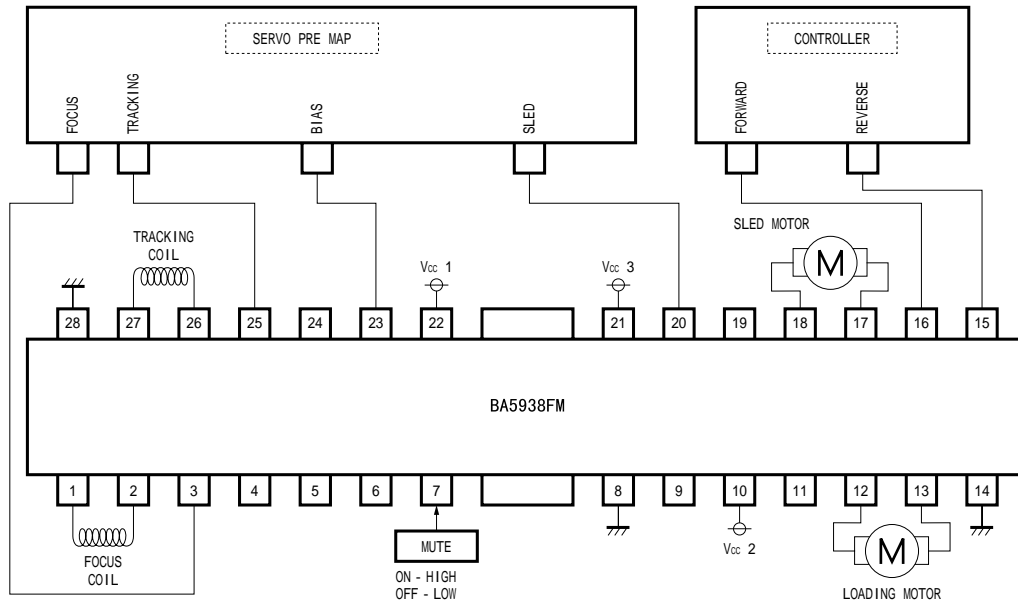 SERVO PRE MAP
CONTROLLER
FOCUS
TRACKING
BIAS
SLED
FORWARD
REVERSE
TRACKING
COIL
Vcc 1
Vcc 3
SLED MOTOR
M
28 27 26 25 24 23 22 21 20 19 18 17 16 15
BA5938FM
1 2 3 4 5 6 7 8 9 10 11 12 13 14
FOCUS
COIL
MUTE
ON - HIGH
OFF - LOW
Vcc 2
M
LOADING MOTOR